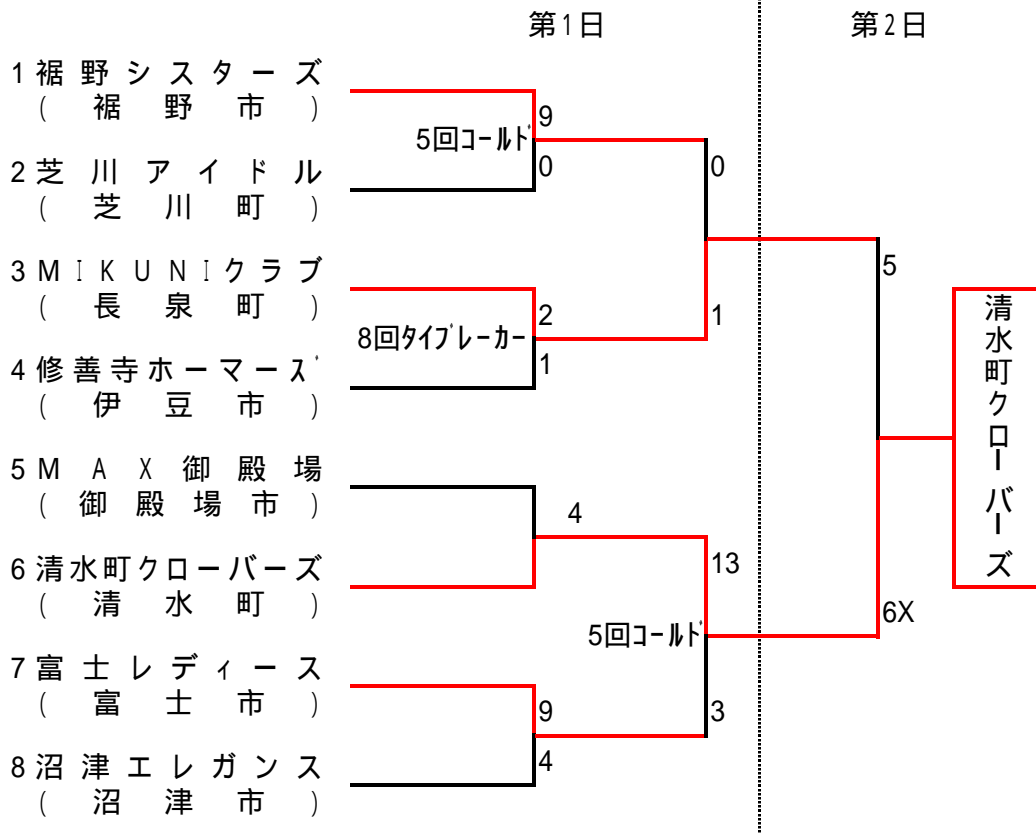 第1日
第2日
1 裾野シスターズ
(裾野市)
9
5回コールド
0
2 芝川アイドル
(芝川町)
0
3 MIKUNIクラブ
(長泉町)
2
8回タイブレーカー
1
1
4 修善寺ホーマーズ
(伊豆市)
5
清水町クローバーズ
5 MAX御殿場
(御殿場市)
4
6 清水町クローバーズ
(清水町)
13
5回コールド
6X
7 富士レディース
(富士市)
9
3
4
8 沼津エレガンス
(沼津市)